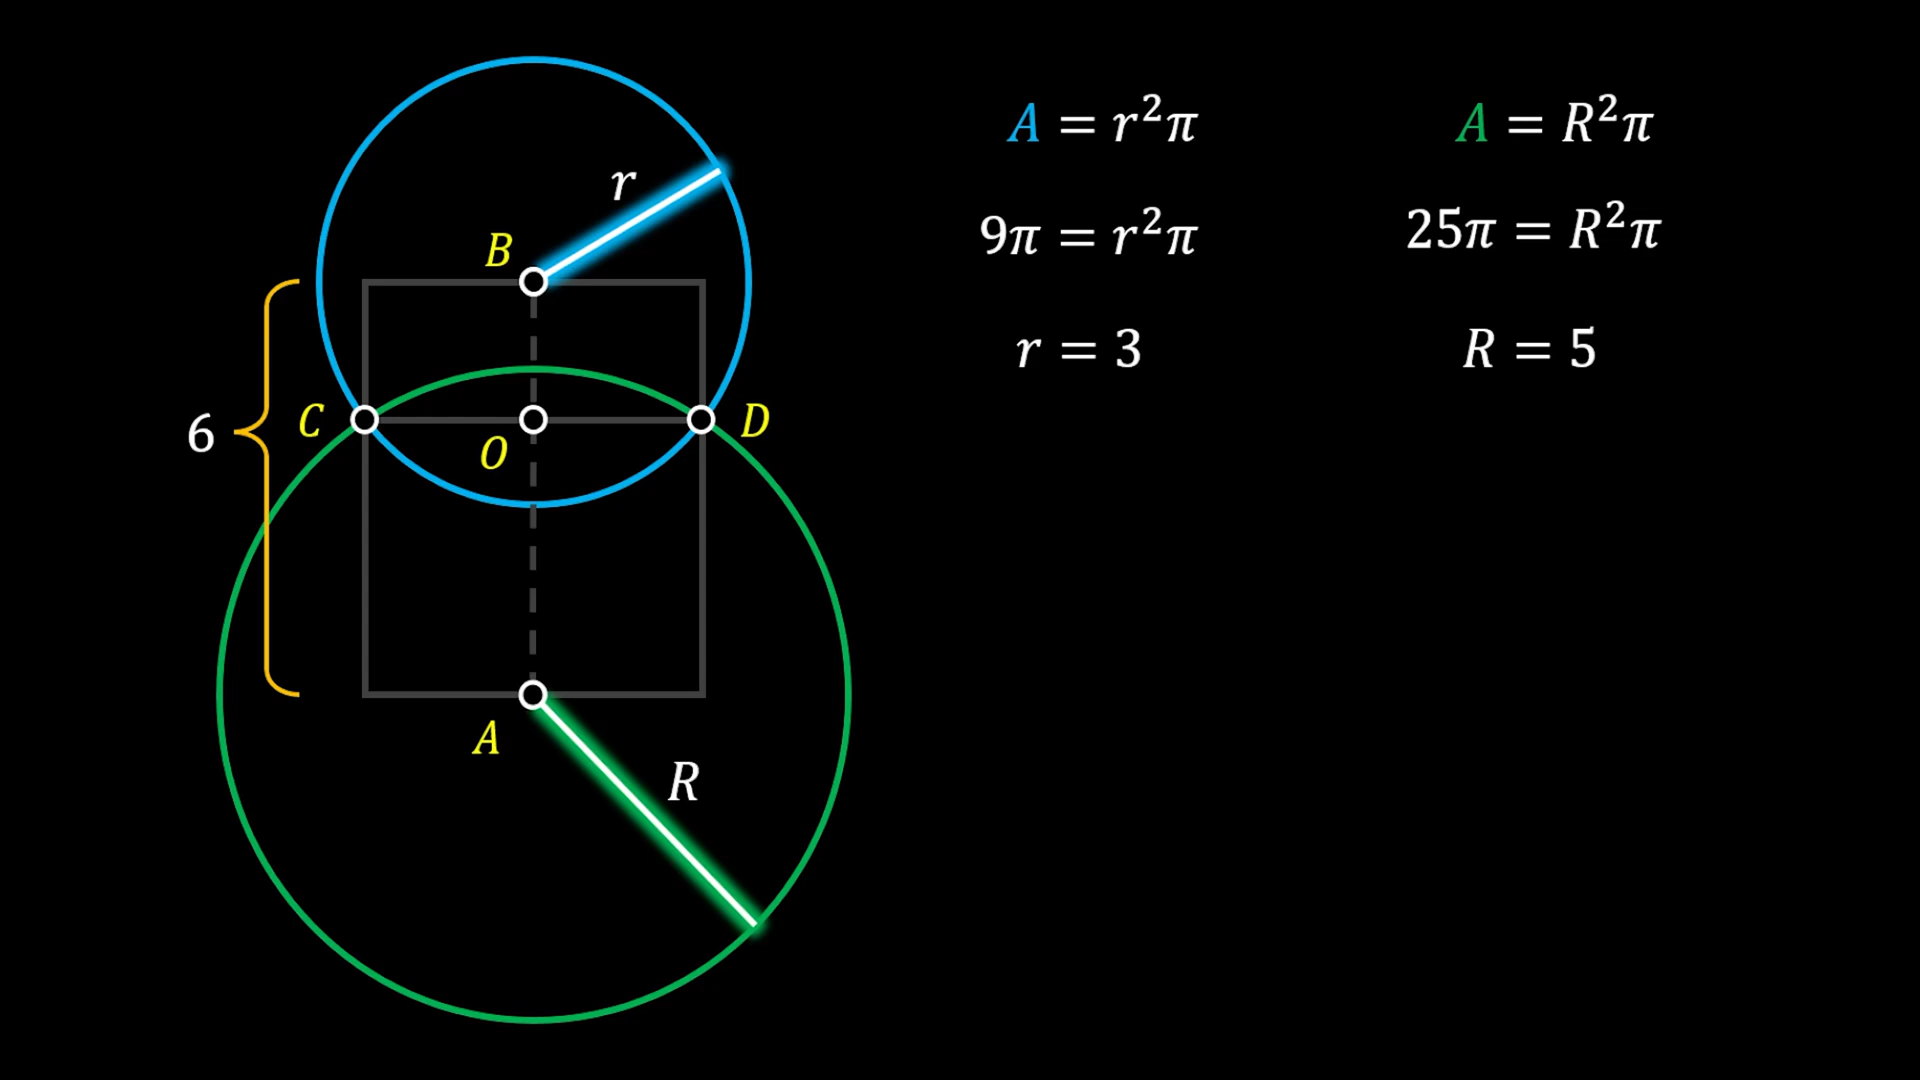 A = r²π
A = R²π
9π = r²π
25π = R²π
r = 3
R = 5
r
B
6
C
O
D
A
R